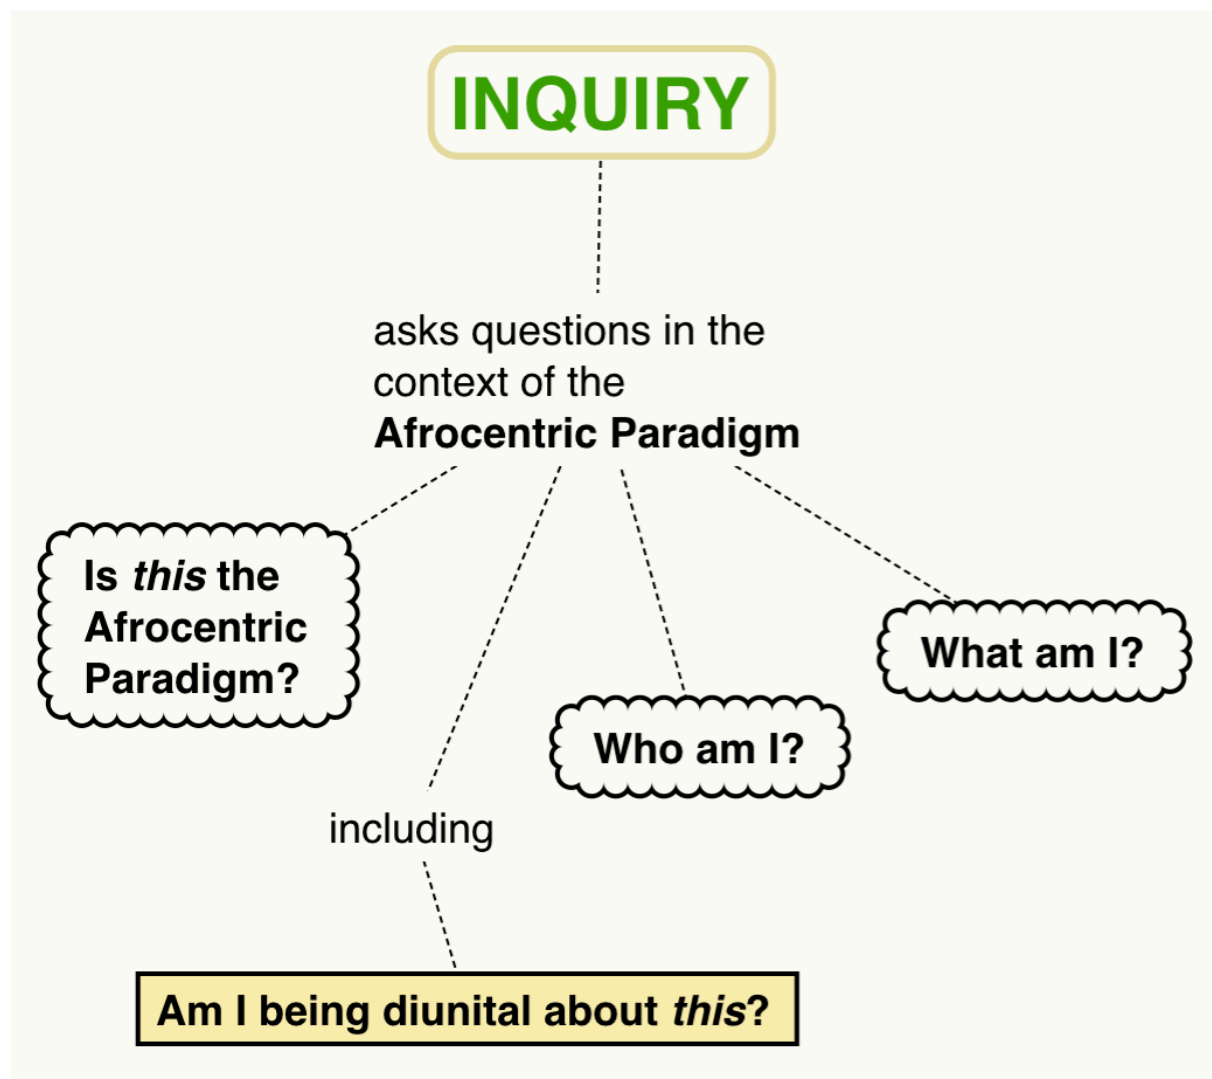 INQUIRY
asks questions in the
context of the
Afrocentric Paradigm
Is this the
Afrocentric
Paradigm?
What am I?
Who am I?
including
Am I being diunital about this?